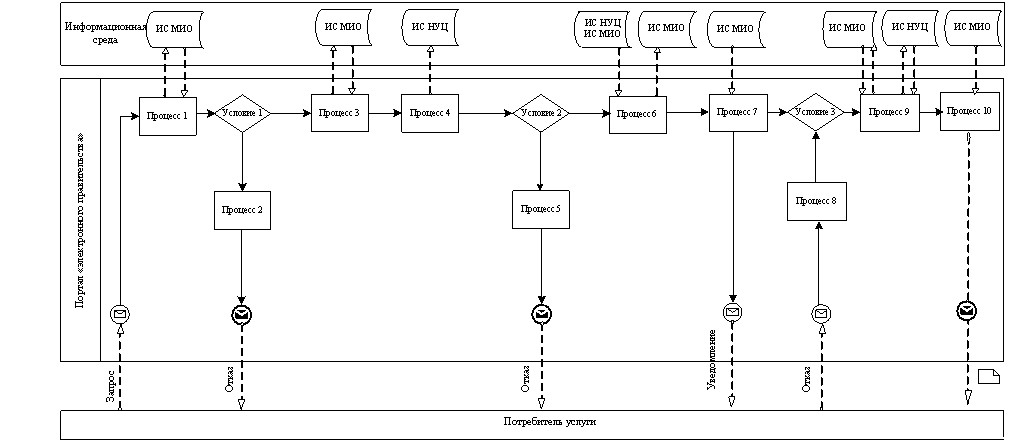 Информационная
среда
ИС МИО
ИС МИО
ИС НУЦ
ИС НУЦ
ИС МИО
ИС МИО
ИС МИО
ИС МИО
ИС НУЦ
ИС МИО
Портал «электронного правительства»
Процесс 1
Условие 1
Процесс 3
Процесс 4
Условие 2
Процесс 6
Процесс 7
Условие 3
Процесс 9
Процесс 10
Процесс 2
Процесс 5
Процесс 8
Запрос
Отказ
Отказ
Уведомление
Отказ
Потребитель услуги